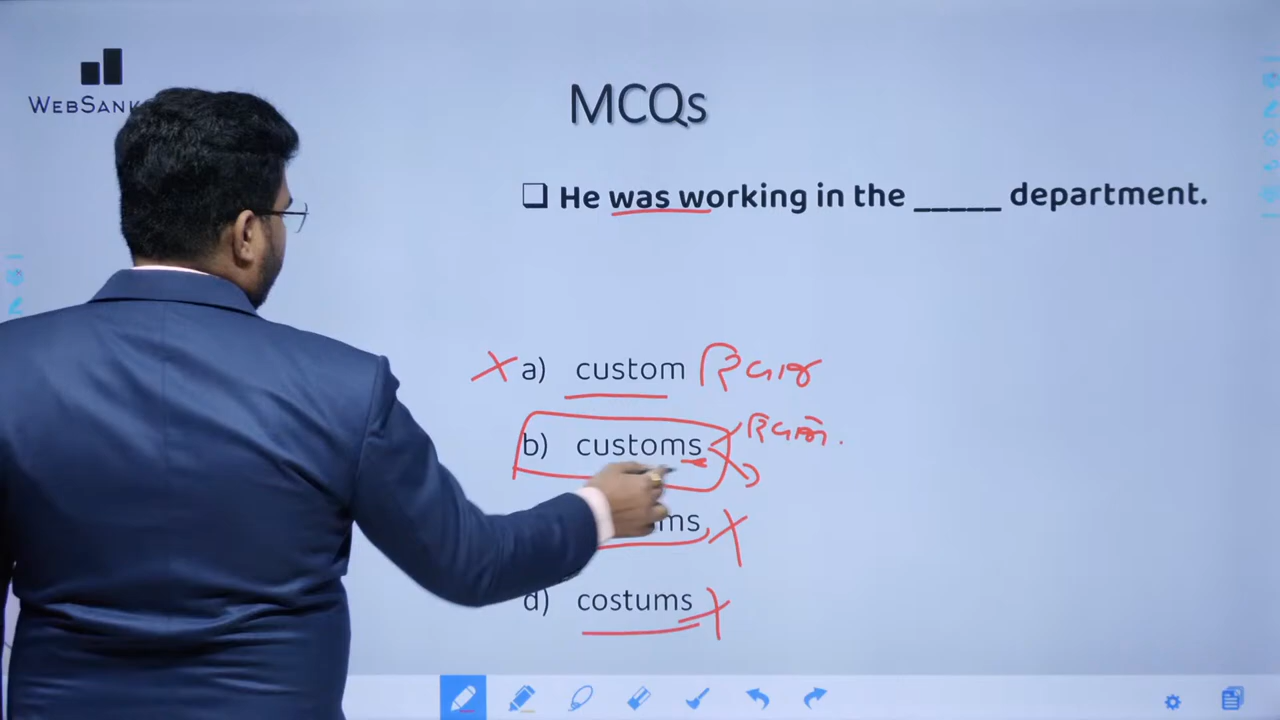 WEBSANK
MCQs
❑ He was working in the _____ department.
X a) custom રિવાજ
b) customs
ms, X
d) costums X